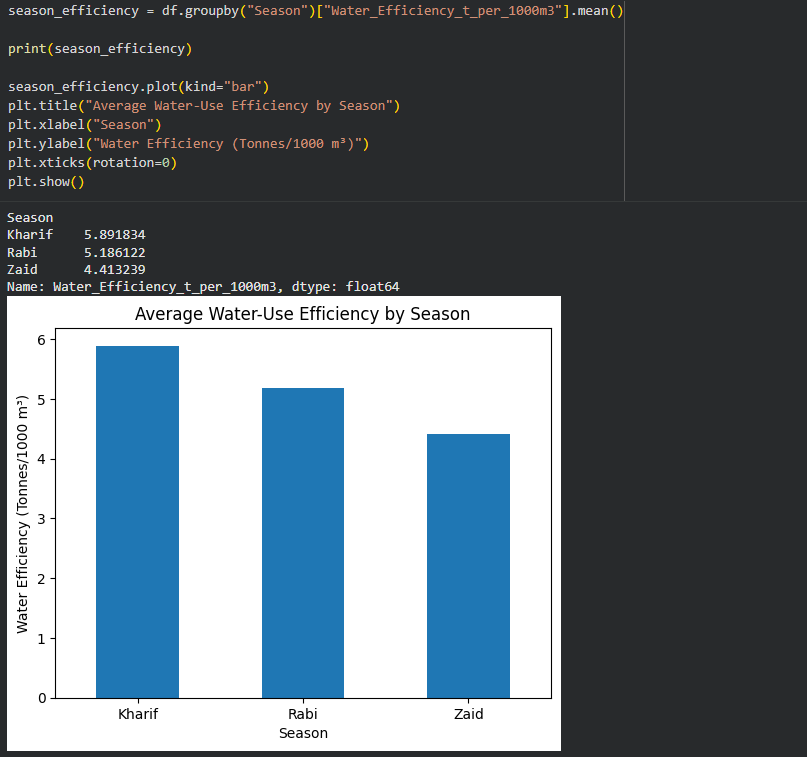 season_efficiency = df.groupby("Season")["Water_Efficiency_t_per_1000m3"].mean()
print(season_efficiency)
season_efficiency.plot(kind="bar")
plt.title("Average Water-Use Efficiency by Season")
plt.xlabel("Season")
plt.ylabel("Water Efficiency (Tonnes/1000 m³)")
plt.xticks(rotation=0)
plt.show()
Season
Kharif    5.891834
Rabi      5.186122
Zaid      4.413239
Name: Water_Efficiency_t_per_1000m3, dtype: float64
Average Water-Use Efficiency by Season
Water Efficiency (Tonnes/1000 m³)
6
5
4
3
2
1
0
Kharif Rabi Zaid
Season